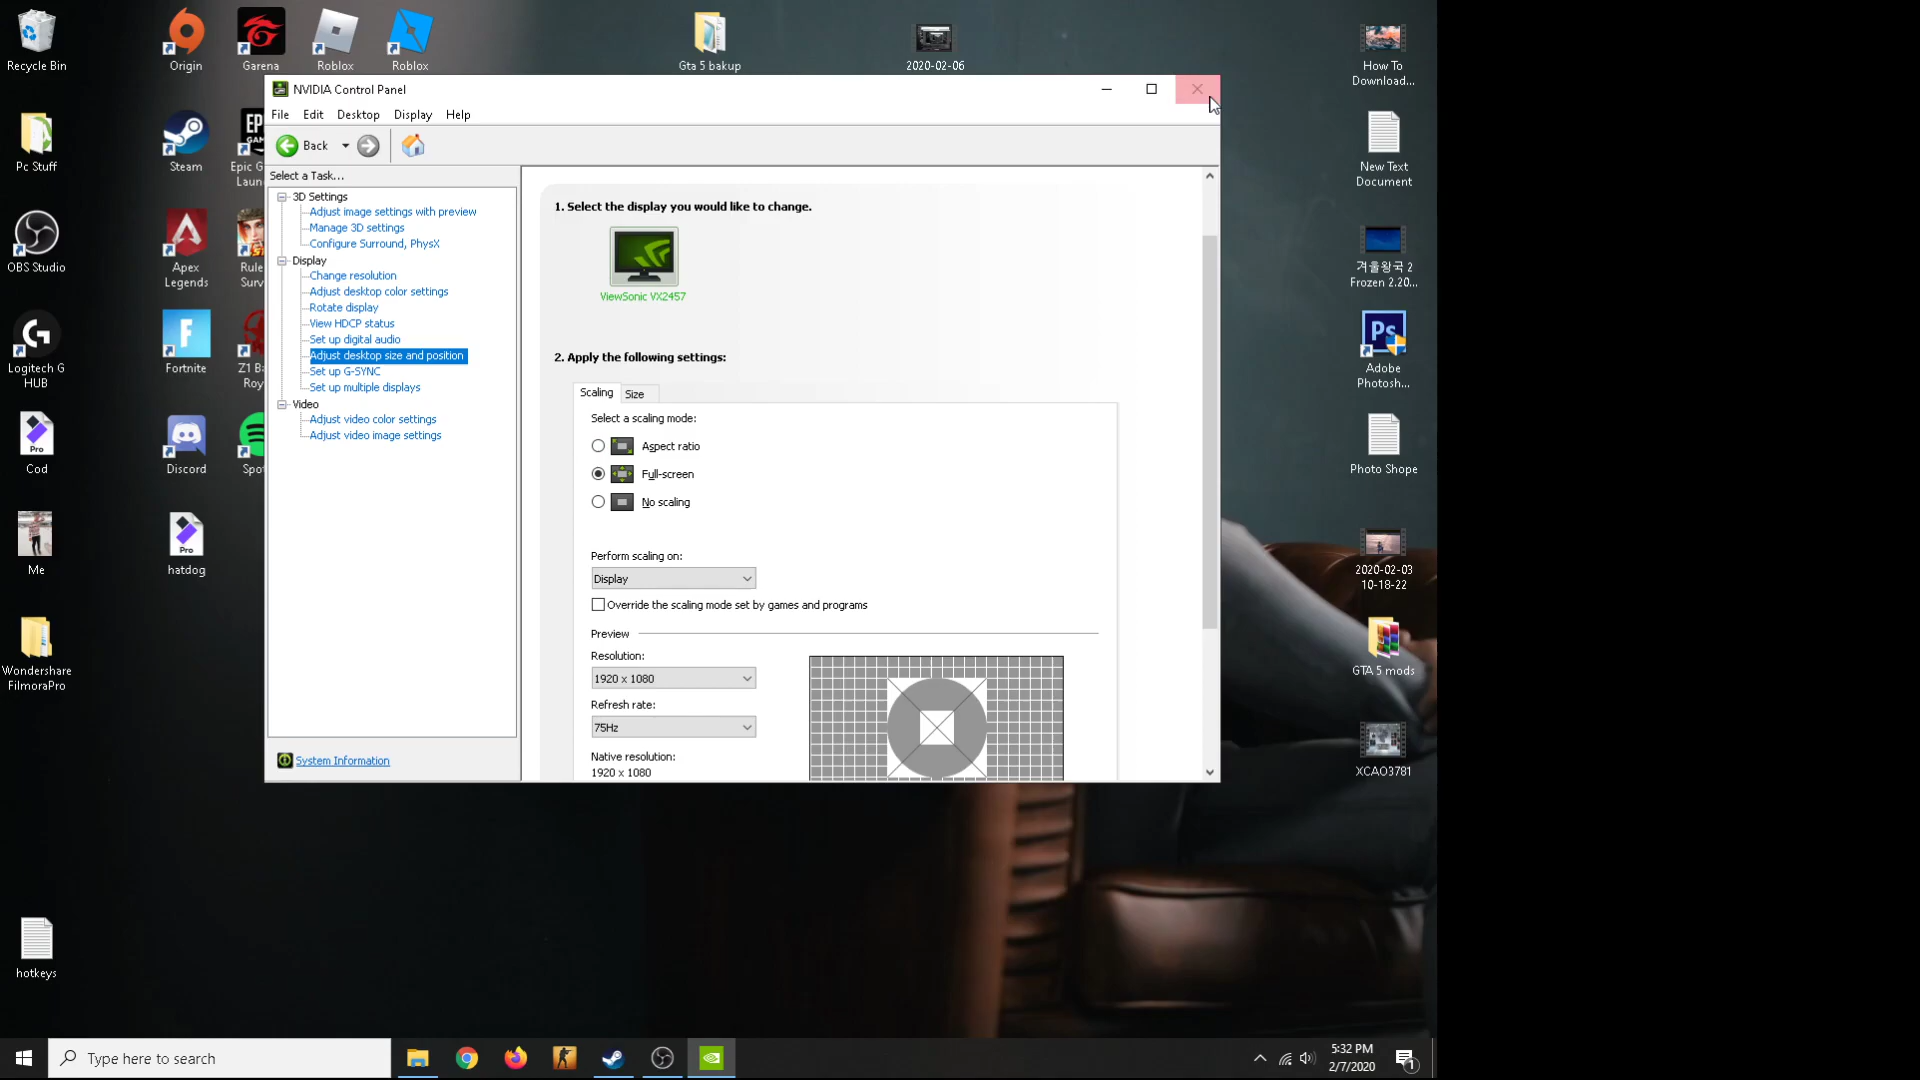 Recycle Bin
Origin
Garena
Roblox
Roblox
Gta 5 bakup
2020-02-06
How To
Download...
NVIDIA Control Panel
File Edit Desktop Display Help
Back
Pc Stuff
Steam
EP
GAM
Epic G
Laun
New Text
Document
Select a Task...
3D Settings
Adjust image settings with preview
Manage 3D settings
Configure Surround, PhysX
Display
Change resolution
Adjust desktop color settings
Rotate display
View HDCP status
Set up digital audio
Adjust desktop size and position
Set up G-SYNC
Set up multiple displays
Video
Adjust video color settings
Adjust video image settings
System Information
1. Select the display you would like to change.
ViewSonic VX2457
2. Apply the following settings:
Scaling Size
Select a scaling mode:
Aspect ratio
Full-screen
No scaling
Perform scaling on:
Display
Override the scaling mode set by games and programs
Preview
Resolution:
1920 x 1080
Refresh rate:
75Hz
Native resolution:
1920 x 1080
OBS Studio
Apex
Legends
Rule
Surv
겨울왕국 2
Frozen 2.20...
Logitech G
HUB
Fortnite
Z1 Ba
Roy
Ps
Adobe
Photosh...
Pro
Cod
Discord
Spot
Photo Shope
Me
Pro
hatdog
2020-02-03
10-18-22
Wondershare
FilmoraPro
GTA 5 mods
XCAO3781
hotkeys
Type here to search
5:32 PM
2/7/2020
1